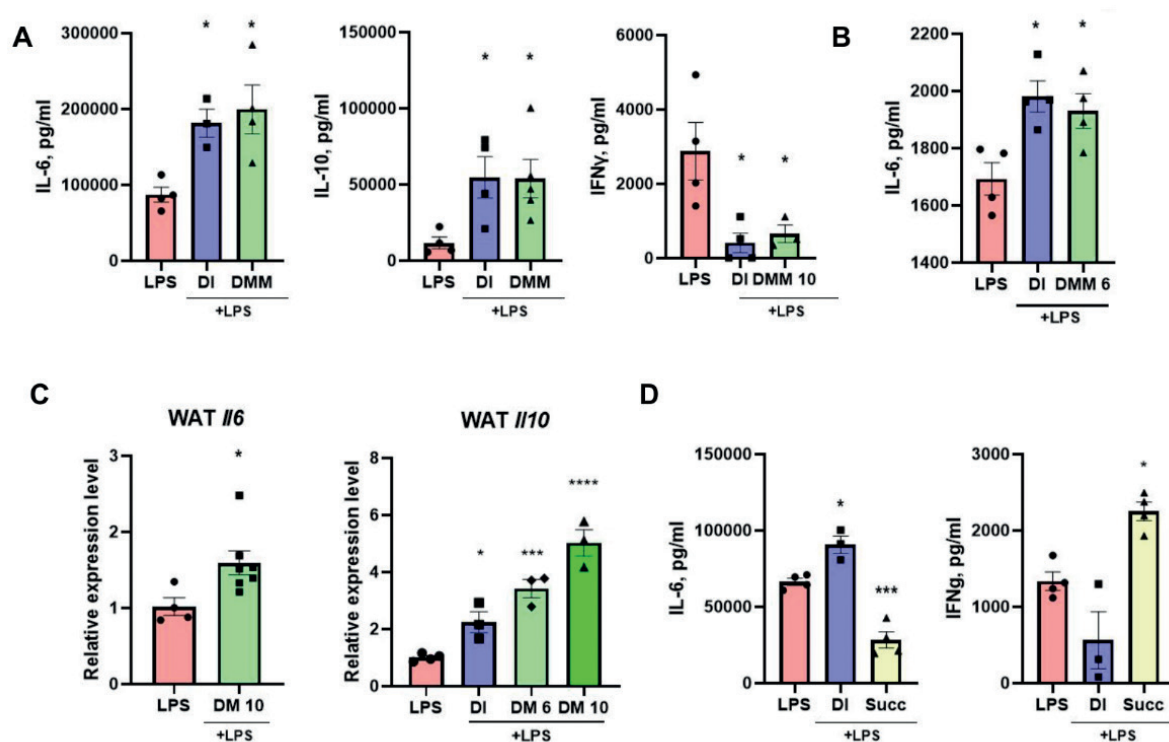 A
IL-6, pg/ml
300000
200000
100000
0
* *
LPS DI DMM
+LPS
IL-10, pg/ml
150000
100000
50000
0
* *
LPS DI DMM
+LPS
IFNγ, pg/ml
6000
4000
2000
0
* *
LPS DI DMM 10
+LPS
B
IL-6, pg/ml
2200
2000
1800
1600
1400
* *
LPS DI DMM 6
+LPS
C
WAT Il6
Relative expression level
3
2
1
0
*
LPS DM 10
+LPS
WAT Il10
Relative expression level
8
6
4
2
0
* *** ****
LPS DI DM 6 DM 10
+LPS
D
IL-6, pg/ml
150000
100000
50000
0
* ***
LPS DI Succ
+LPS
IFNg, pg/ml
3000
2000
1000
0
*
LPS DI Succ
+LPS